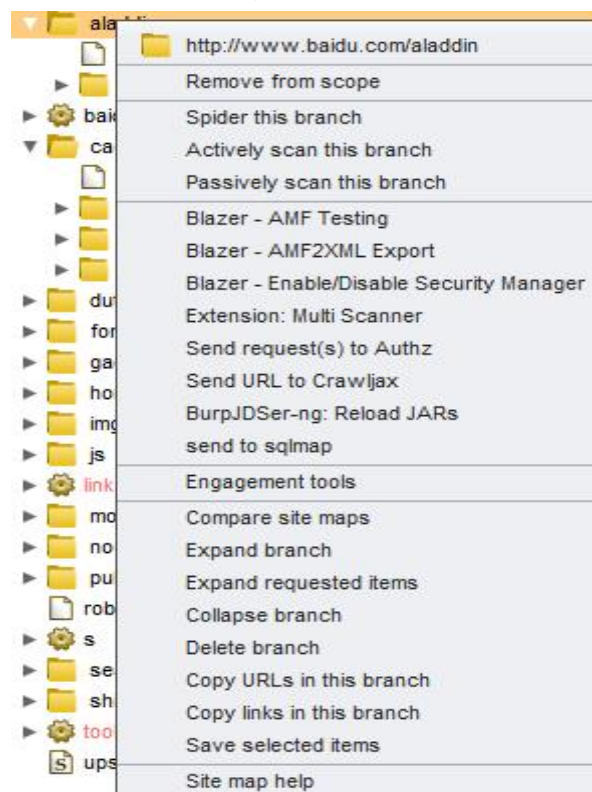 http://www.baidu.com/aladdin
Remove from scope
Spider this branch
Actively scan this branch
Passively scan this branch
Blazer - AMF Testing
Blazer - AMF2XML Export
Blazer - Enable/Disable Security Manager
Extension: Multi Scanner
Send request(s) to Authz
Send URL to Crawljax
BurpJDSer-ng: Reload JARs
send to sqlmap
Engagement tools
Compare site maps
Expand branch
Expand requested items
Collapse branch
Delete branch
Copy URLs in this branch
Copy links in this branch
Save selected items
Site map help
js
link
s
ups